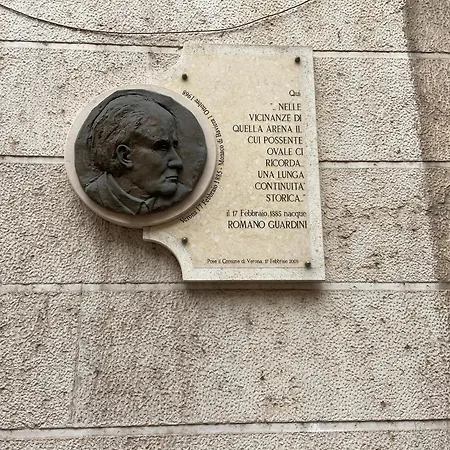 Qui
"... NELLE
VICINANZE DI
QUELLA ARENA IL
CUI POSSENTE
OVALE CI
RICORDA...
UNA LUNGA
CONTINUITA'
STORICA..."
il 17 Febbraio 1885 nacque
ROMANO GUARDINI
Pose il Comune di Verona, 17 Febbraio 2005
Verona 17 Febbraio 1885 - Monaco di Baviera 1 Ottobre 1968